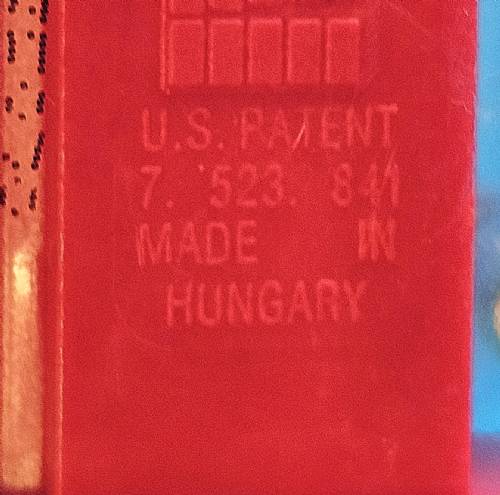 U.S. PATENT
7. 523. 841
MADE IN
HUNGARY